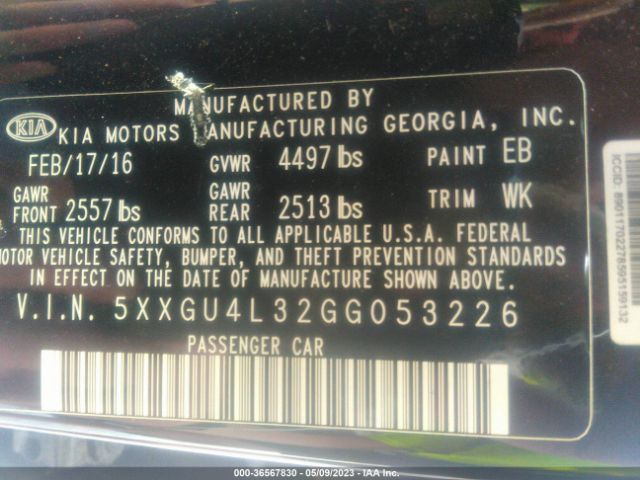 MANUFACTURED BY
KIA KIA MOTORS MANUFACTURING GEORGIA, INC.
FEB/17/16 GVWR 4497 lbs PAINT EB
GAWR FRONT 2557 lbs GAWR REAR 2513 lbs TRIM WK
THIS VEHICLE CONFORMS TO ALL APPLICABLE U.S.A. FEDERAL
MOTOR VEHICLE SAFETY, BUMPER, AND THEFT PREVENTION STANDARDS
IN EFFECT ON THE DATE OF MANUFACTURE SHOWN ABOVE.
V.I.N. 5XXGU4L32GG053226
PASSENGER CAR
ICCID: 89011702278595159132
000-36567830 - 05/09/2023 - IAA Inc.